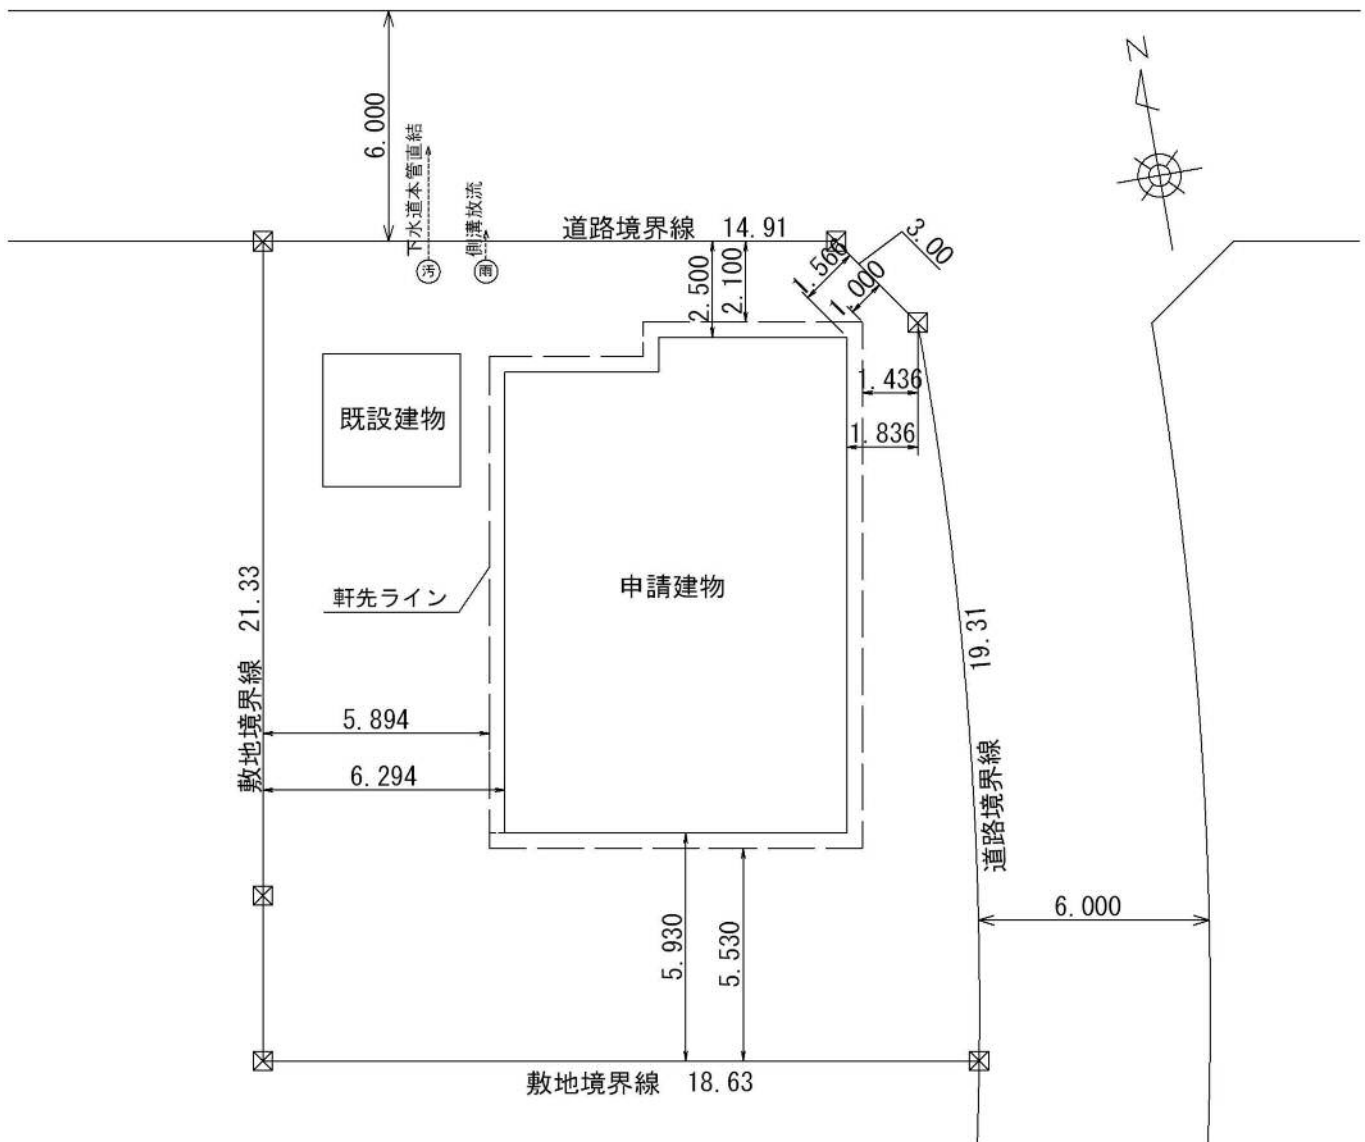 N
6.000
下水道本管直結
側溝放流
道路境界線 14.91
3.00
汚
雨
2.500
2.100
1.566
1.000
1.436
既設建物
1.836
申請建物
軒先ライン
敷地境界線 21.33
19.31
道路境界線
5.894
6.294
6.000
5.930
5.530
敷地境界線 18.63